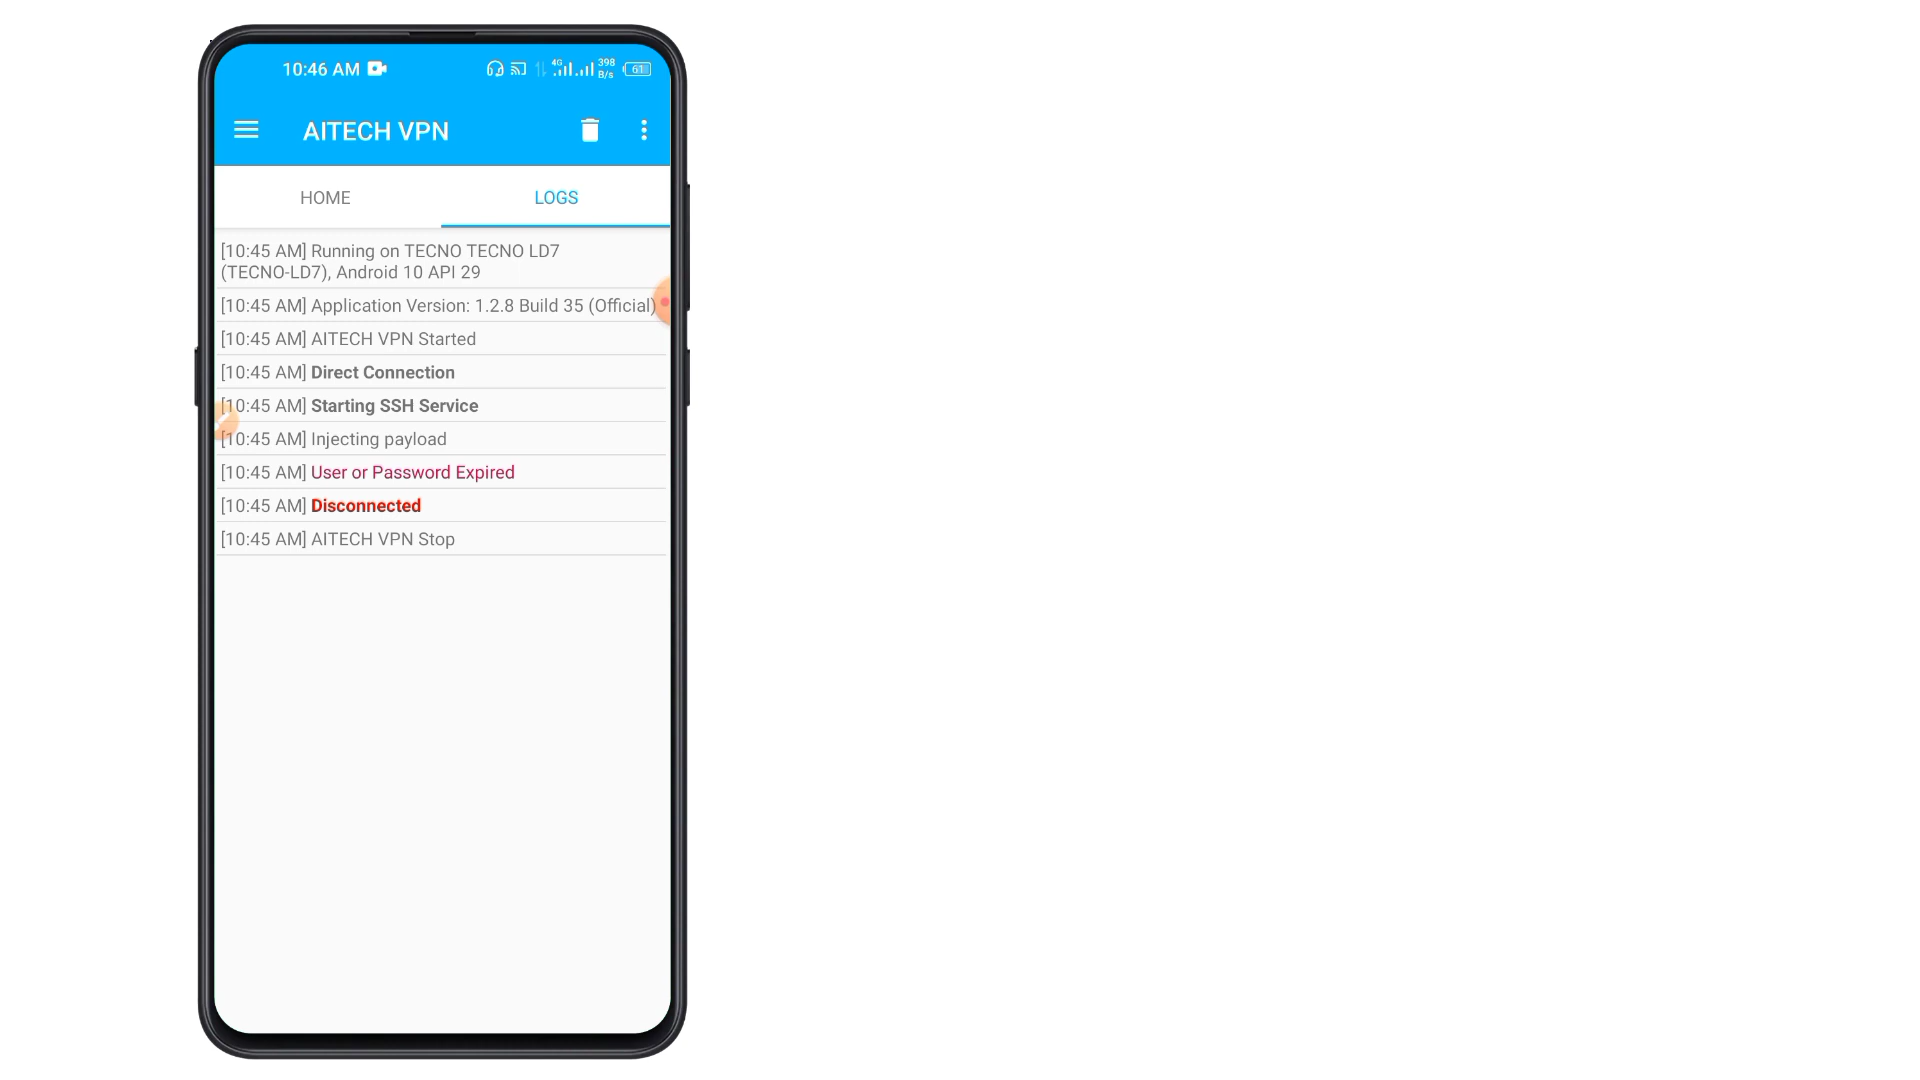 10:46 AM 4G 398 B/s 61
AITECH VPN
HOME LOGS
[10:45 AM] Running on TECNO TECNO LD7
(TECNO-LD7), Android 10 API 29
[10:45 AM] Application Version: 1.2.8 Build 35 (Official)
[10:45 AM] AITECH VPN Started
[10:45 AM] Direct Connection
[10:45 AM] Starting SSH Service
[10:45 AM] Injecting payload
[10:45 AM] User or Password Expired
[10:45 AM] Disconnected
[10:45 AM] AITECH VPN Stop